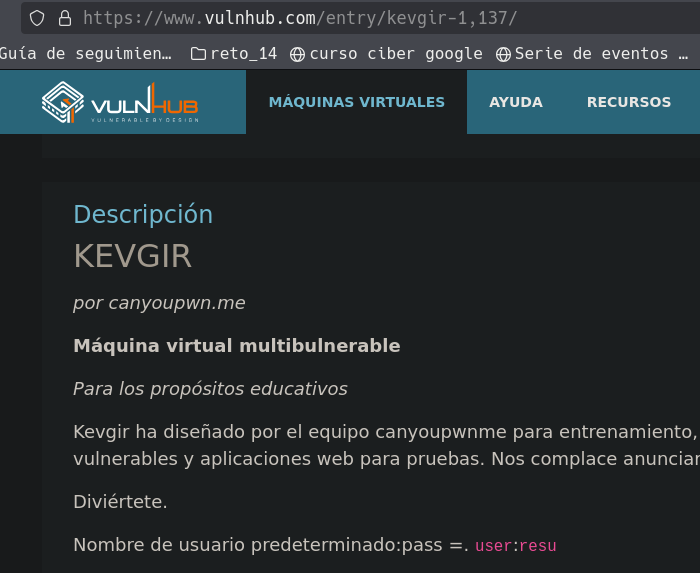 https://www.vulnhub.com/entry/kevgir-1,137/
Guía de seguimien… reto_14 curso ciber google Serie de eventos …
VULNHUB MÁQUINAS VIRTUALES AYUDA RECURSOS
VULNERABLE BY DESIGN
Descripción
KEVGIR
por canyoupwn.me
Máquina virtual multibulnerable
Para los propósitos educativos
Kevgir ha diseñado por el equipo canyoupwnme para entrenamiento,
vulnerables y aplicaciones web para pruebas. Nos complace anunciar
Diviértete.
Nombre de usuario predeterminado:pass =. user:resu